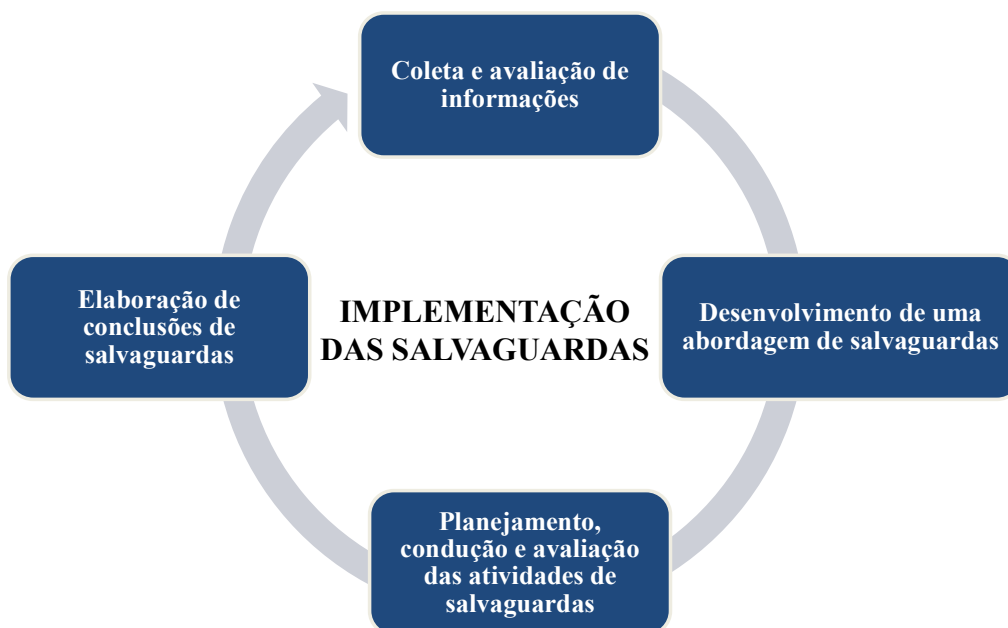 Coleta e avaliação de
informações
Elaboração de
conclusões de
salvaguardas
IMPLEMENTAÇÃO
DAS SALVAGUARDAS
Desenvolvimento de uma
abordagem de salvaguardas
Planejamento,
condução e avaliação
das atividades de
salvaguardas